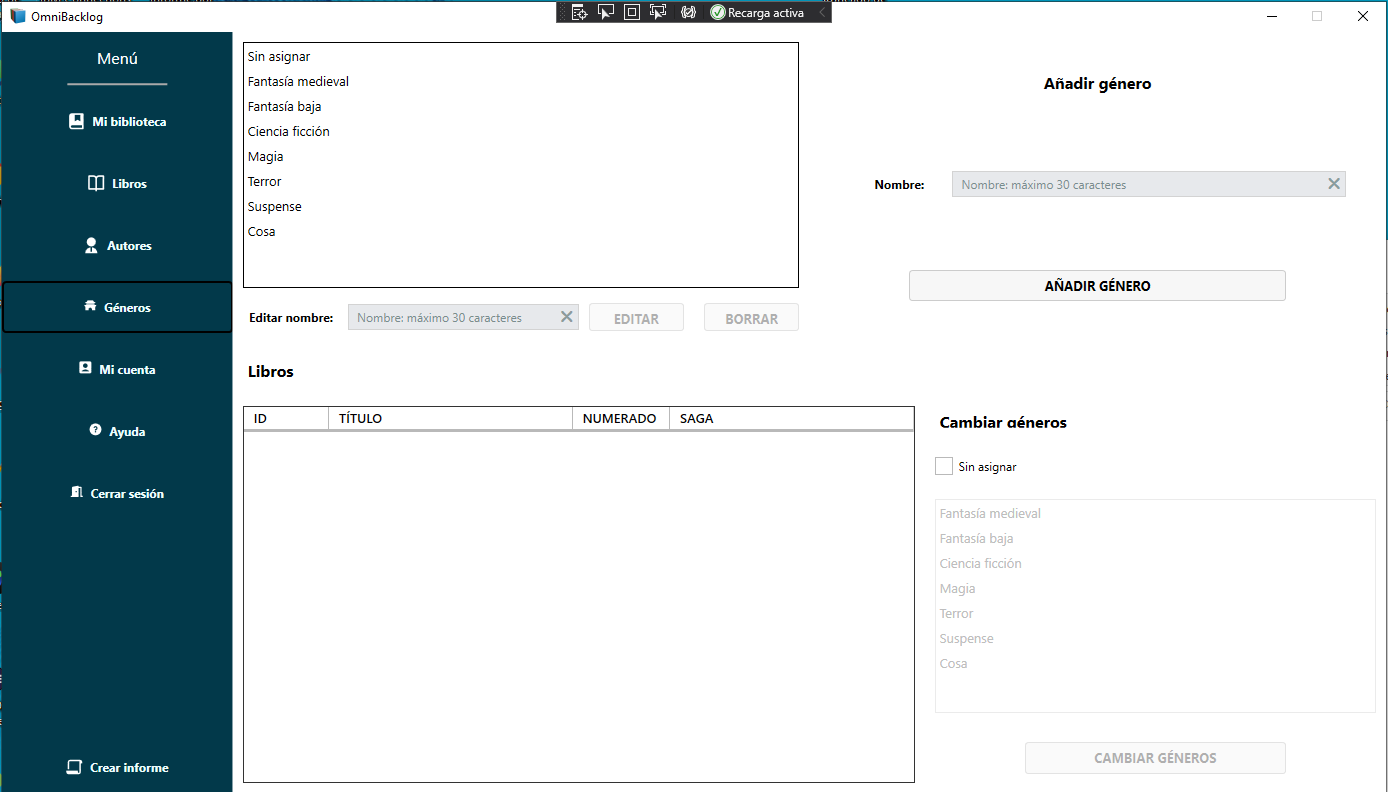 OmniBacklog
Recarga activa
Menú
Mi biblioteca
Libros
Autores
Géneros
Mi cuenta
Ayuda
Cerrar sesión
Crear informe
Sin asignar
Fantasía medieval
Fantasía baja
Ciencia ficción
Magia
Terror
Suspense
Cosa
Editar nombre:
Nombre: máximo 30 caracteres
EDITAR
BORRAR
Añadir género
Nombre:
Nombre: máximo 30 caracteres
AÑADIR GÉNERO
Libros
ID TÍTULO NUMERADO SAGA
Cambiar géneros
Sin asignar
Fantasía medieval
Fantasía baja
Ciencia ficción
Magia
Terror
Suspense
Cosa
CAMBIAR GÉNEROS